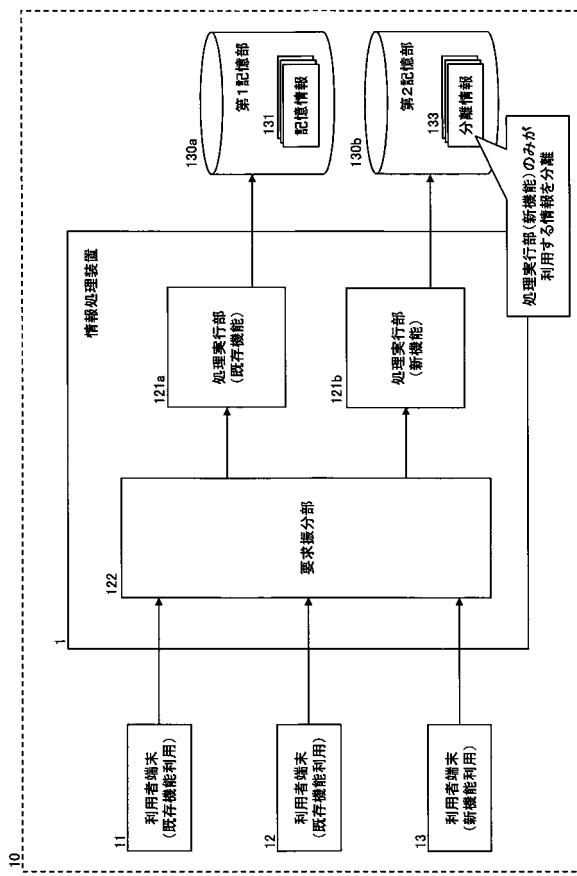 10
11
利用者端末
(既存機能利用)
12
利用者端末
(既存機能利用)
13
利用者端末
(新機能利用)
1
情報処理装置
122
要求振分部
121a
処理実行部
(既存機能)
121b
処理実行部
(新機能)
130a
第1記憶部
131
記憶情報
130b
第2記憶部
133
分離情報
処理実行部(新機能)のみが
利用する情報を分離